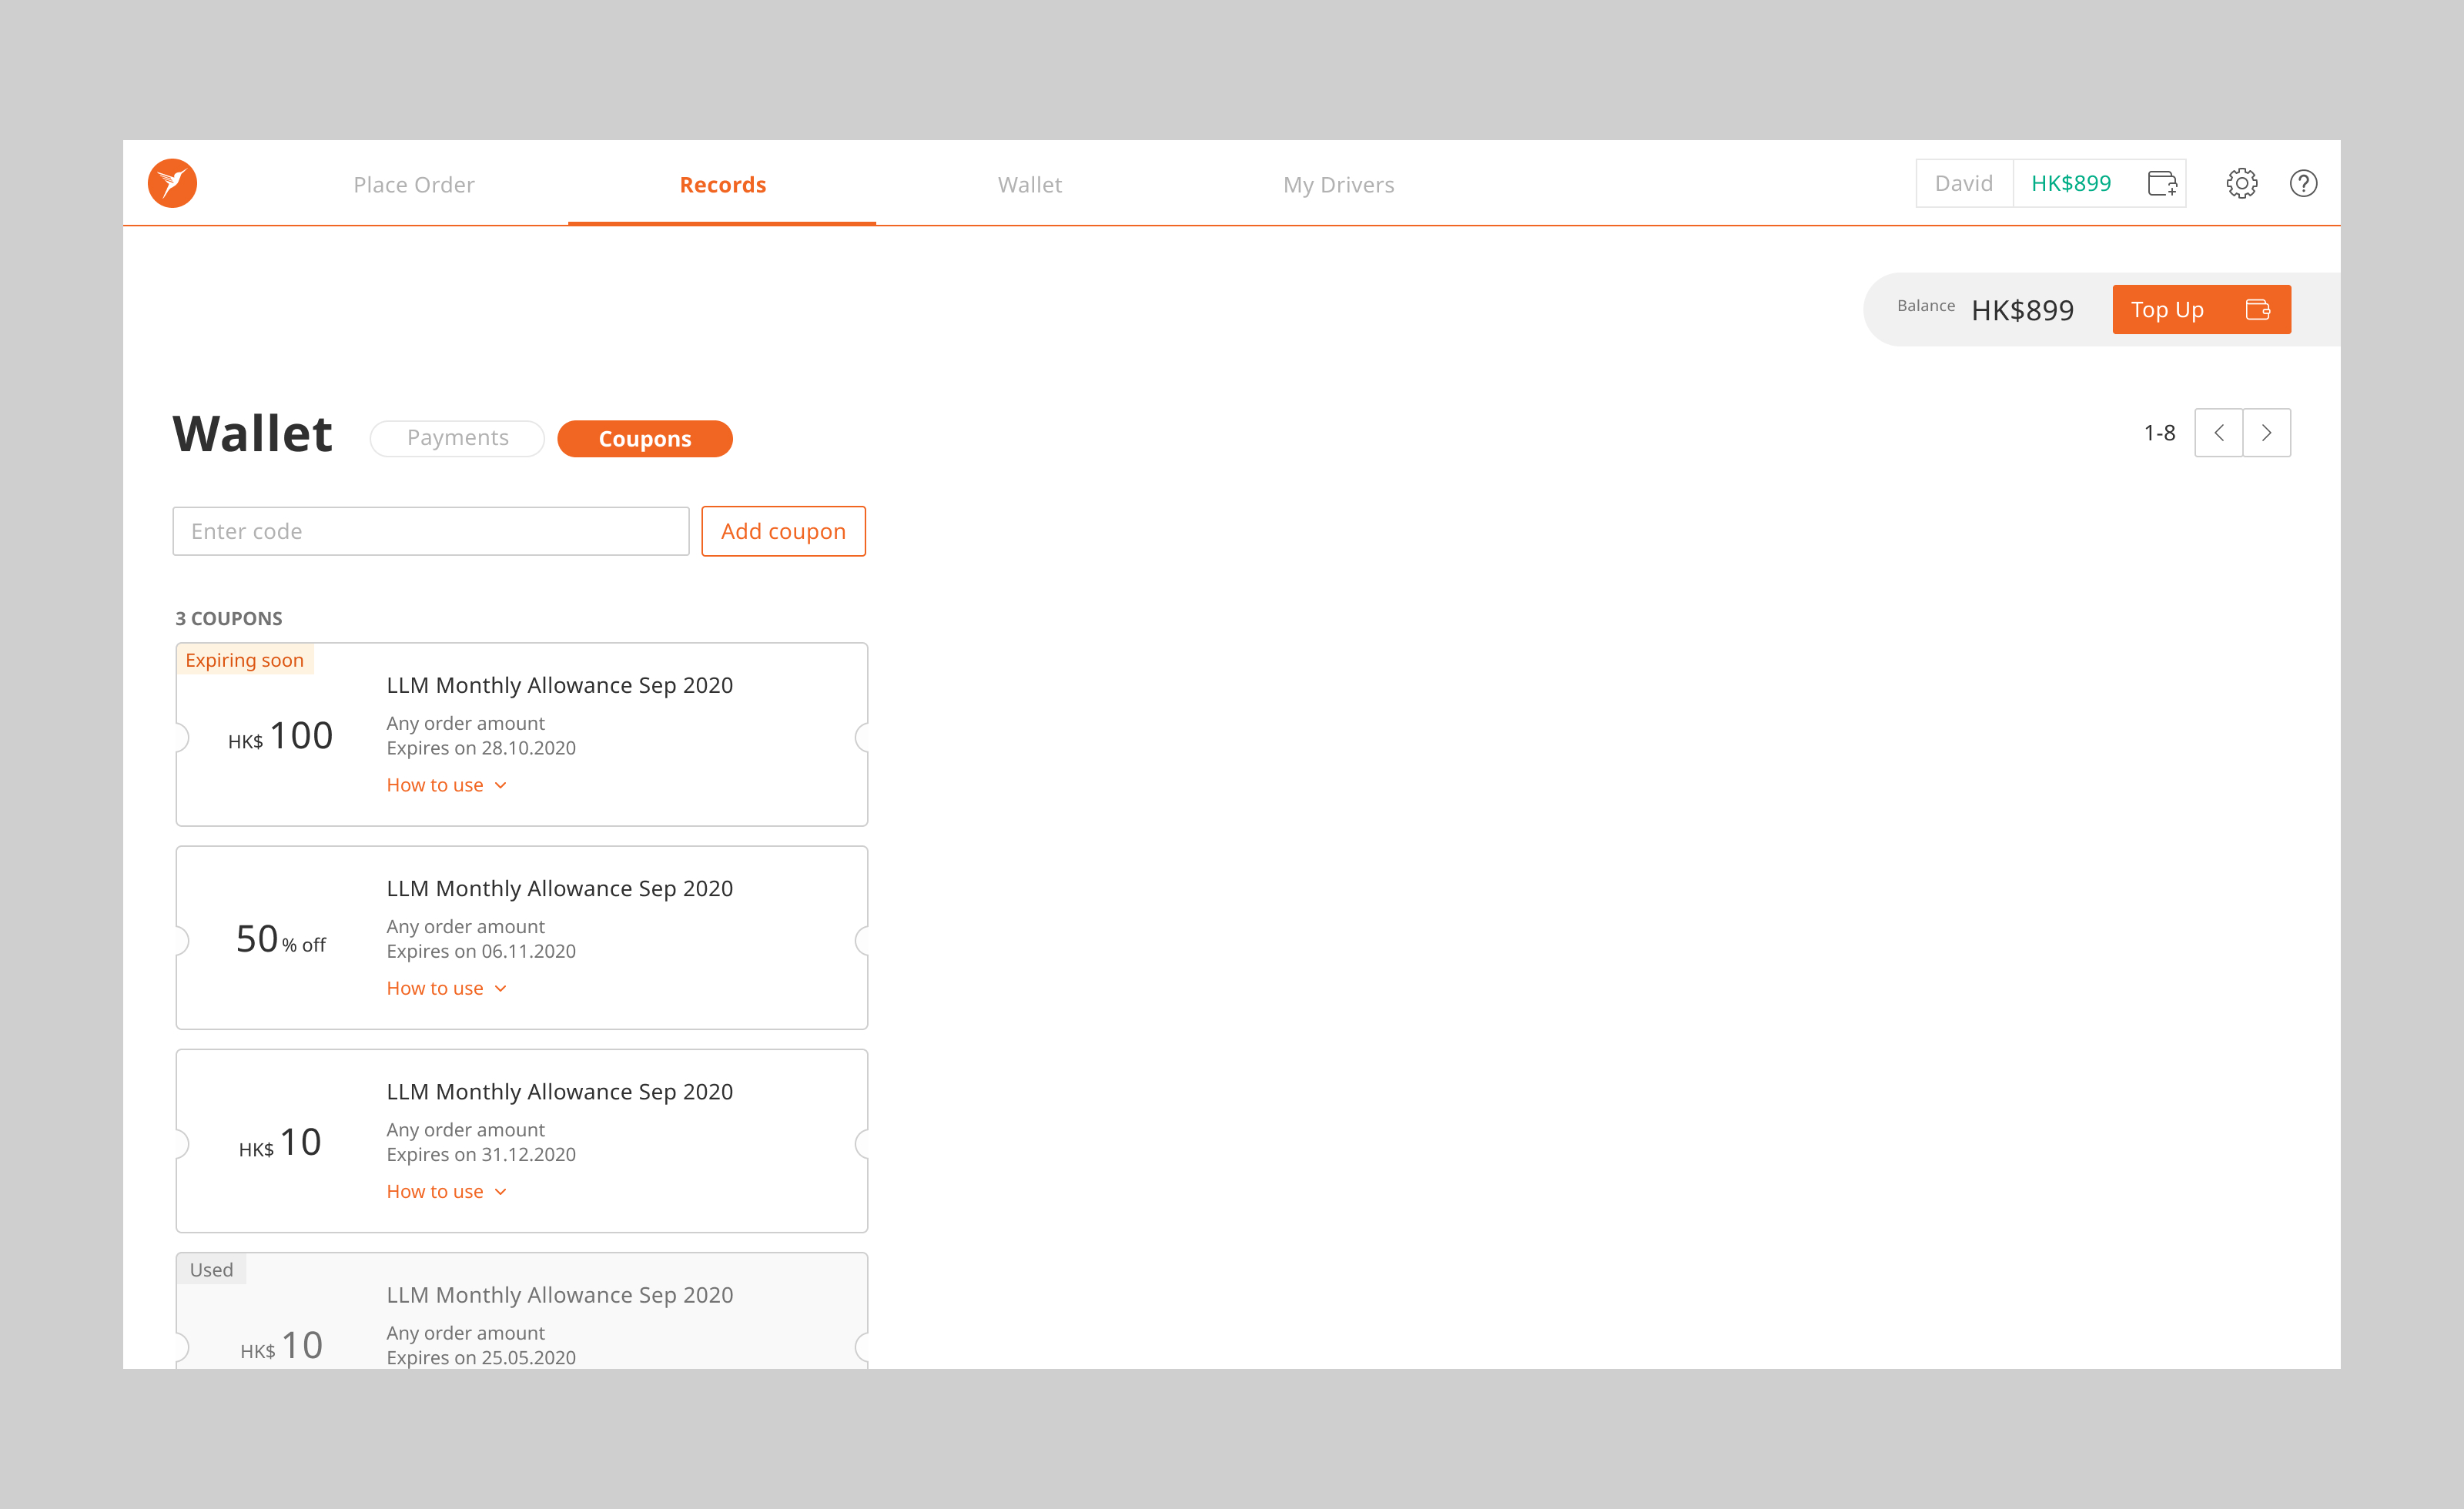 Place Order
Records
Wallet
My Drivers
David
HK$899
Balance
HK$899
Top Up
Wallet
Payments
Coupons
1-8
Enter code
Add coupon
3 COUPONS
Expiring soon
HK$ 100
LLM Monthly Allowance Sep 2020
Any order amount
Expires on 28.10.2020
How to use
50 % off
LLM Monthly Allowance Sep 2020
Any order amount
Expires on 06.11.2020
How to use
HK$ 10
LLM Monthly Allowance Sep 2020
Any order amount
Expires on 31.12.2020
How to use
Used
HK$ 10
LLM Monthly Allowance Sep 2020
Any order amount
Expires on 25.05.2020